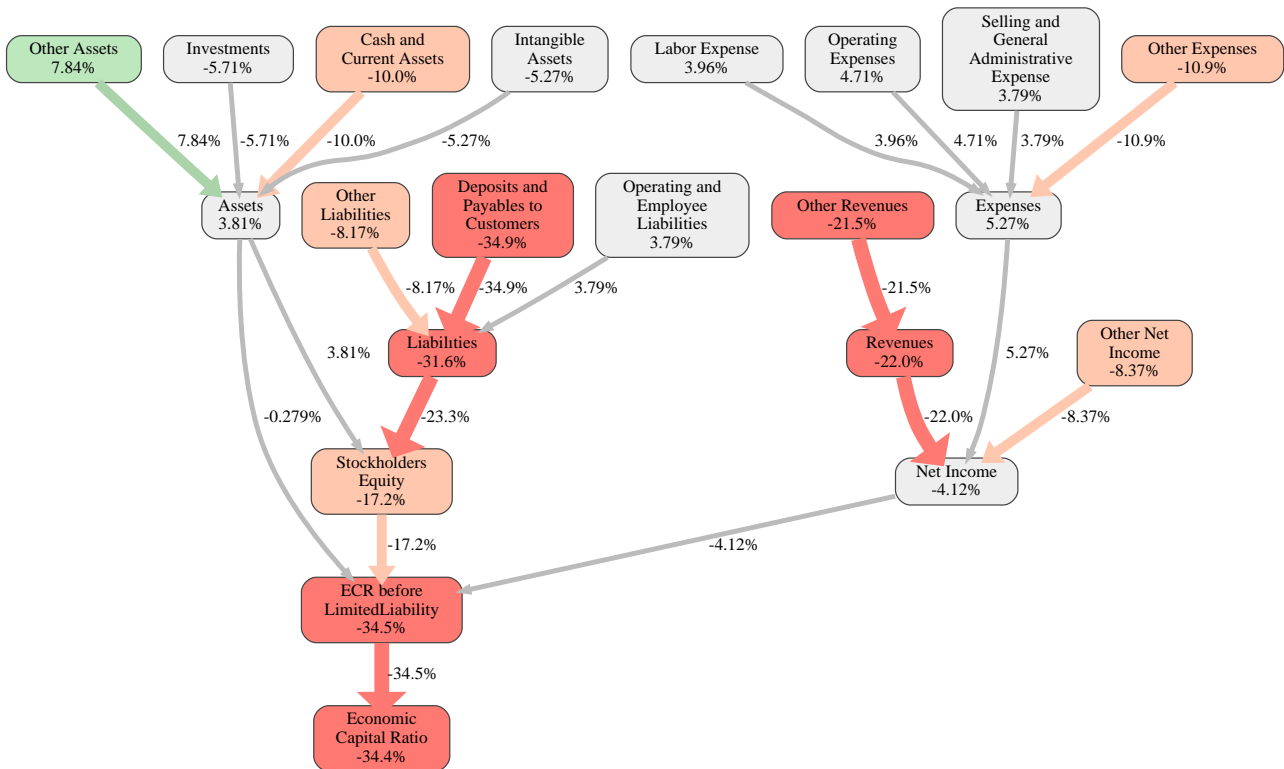 Other Assets
7.84%
Investments
-5.71%
Cash and
Current Assets
-10.0%
Intangible
Assets
-5.27%
Labor Expense
3.96%
Operating
Expenses
4.71%
Selling and
General
Administrative
Expense
3.79%
Other Expenses
-10.9%
7.84%
-5.71%
-10.0%
-5.27%
3.96%
4.71%
3.79%
-10.9%
Assets
3.81%
Other
Liabilities
-8.17%
Deposits and
Payables to
Customers
-34.9%
Operating and
Employee
Liabilities
3.79%
Other Revenues
-21.5%
Expenses
5.27%
-8.17%
-34.9%
3.79%
-21.5%
3.81%
Liabilities
-31.6%
Revenues
-22.0%
5.27%
Other Net
Income
-8.37%
-0.279%
-23.3%
-22.0%
-8.37%
Stockholders
Equity
-17.2%
Net Income
-4.12%
-17.2%
-4.12%
ECR before
LimitedLiability
-34.5%
-34.5%
Economic
Capital Ratio
-34.4%